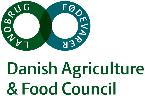 LANDBRUG
FØDEVARER
Danish Agriculture
& Food Council